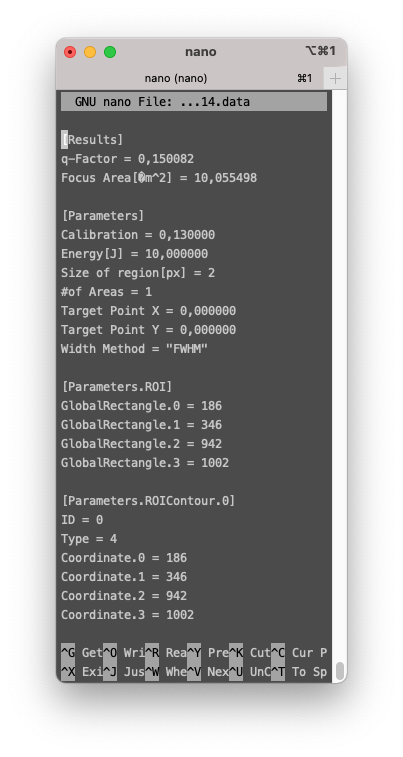 nano
⌥⌘1
nano (nano)
⌘1
GNU nano File: ...14.data
[Results]
q-Factor = 0,150082
Focus Area[�m^2] = 10,055498
[Parameters]
Calibration = 0,130000
Energy[J] = 10,000000
Size of region[px] = 2
#of Areas = 1
Target Point X = 0,000000
Target Point Y = 0,000000
Width Method = "FWHM"
[Parameters.ROI]
GlobalRectangle.0 = 186
GlobalRectangle.1 = 346
GlobalRectangle.2 = 942
GlobalRectangle.3 = 1002
[Parameters.ROIContour.0]
ID = 0
Type = 4
Coordinate.0 = 186
Coordinate.1 = 346
Coordinate.2 = 942
Coordinate.3 = 1002
^G Get^O Wri^R Rea^Y Pre^K Cut^C Cur P
^X Exi^J Jus^W Whe^V Nex^U UnC^T To Sp